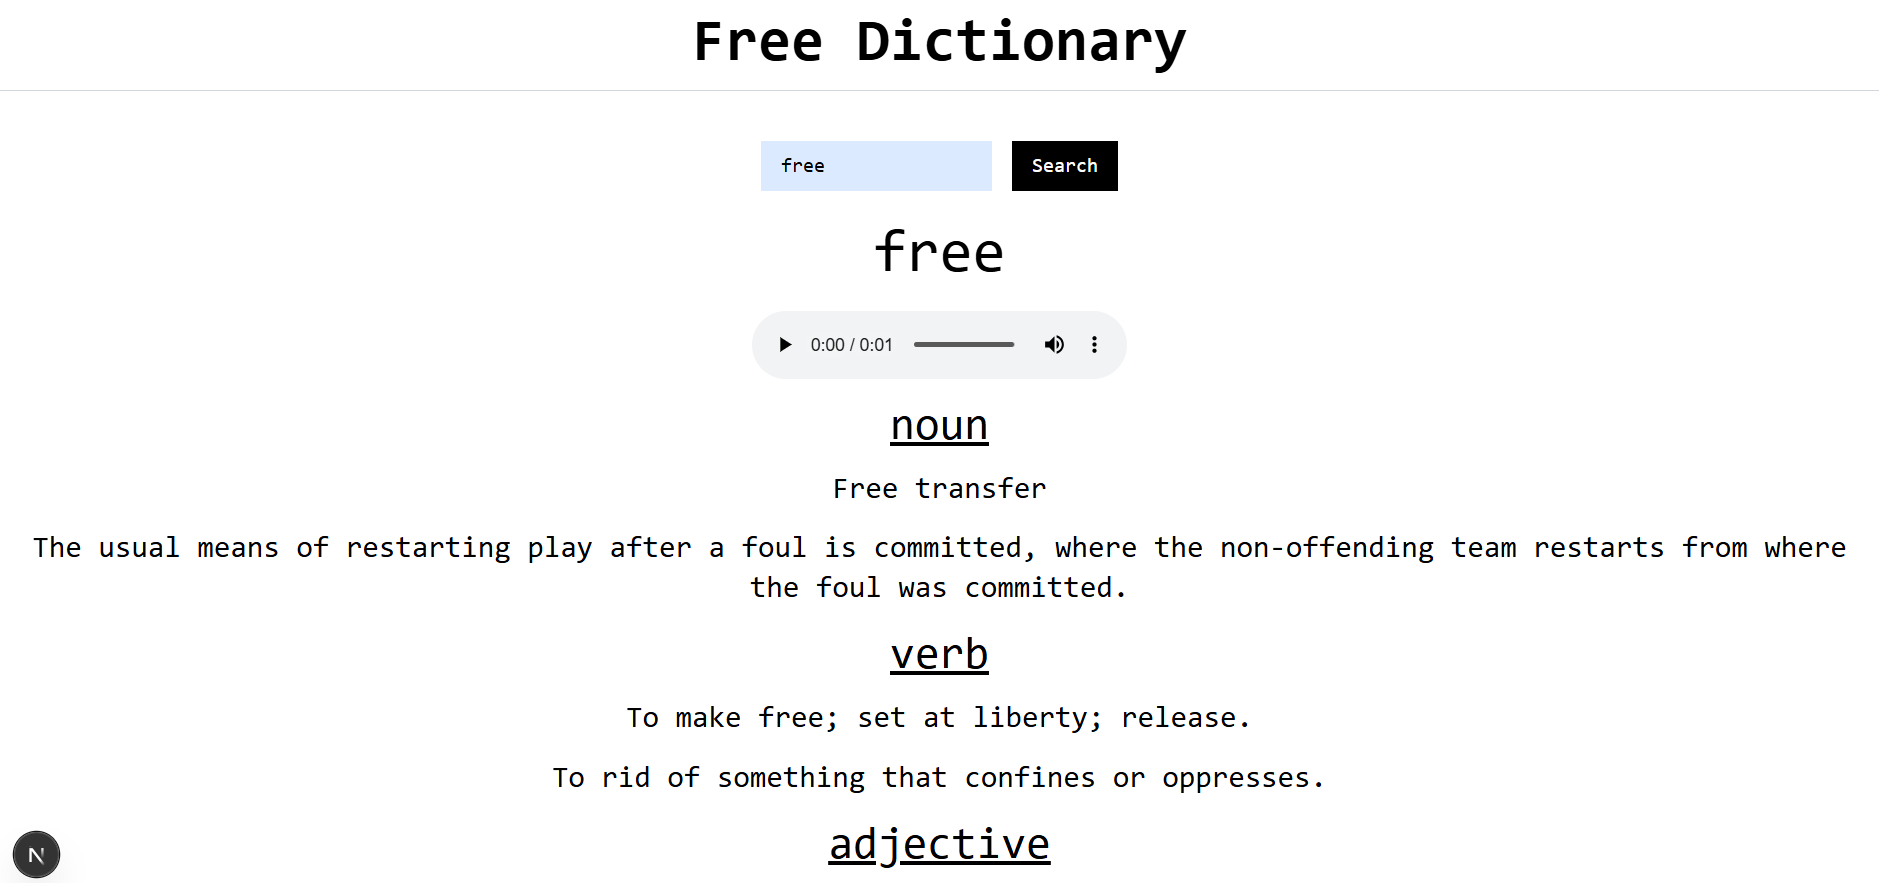 Free Dictionary
free
Search
free
0:00 / 0:01
noun
Free transfer
The usual means of restarting play after a foul is committed, where the non-offending team restarts from where
the foul was committed.
verb
To make free; set at liberty; release.
To rid of something that confines or oppresses.
adjective
N